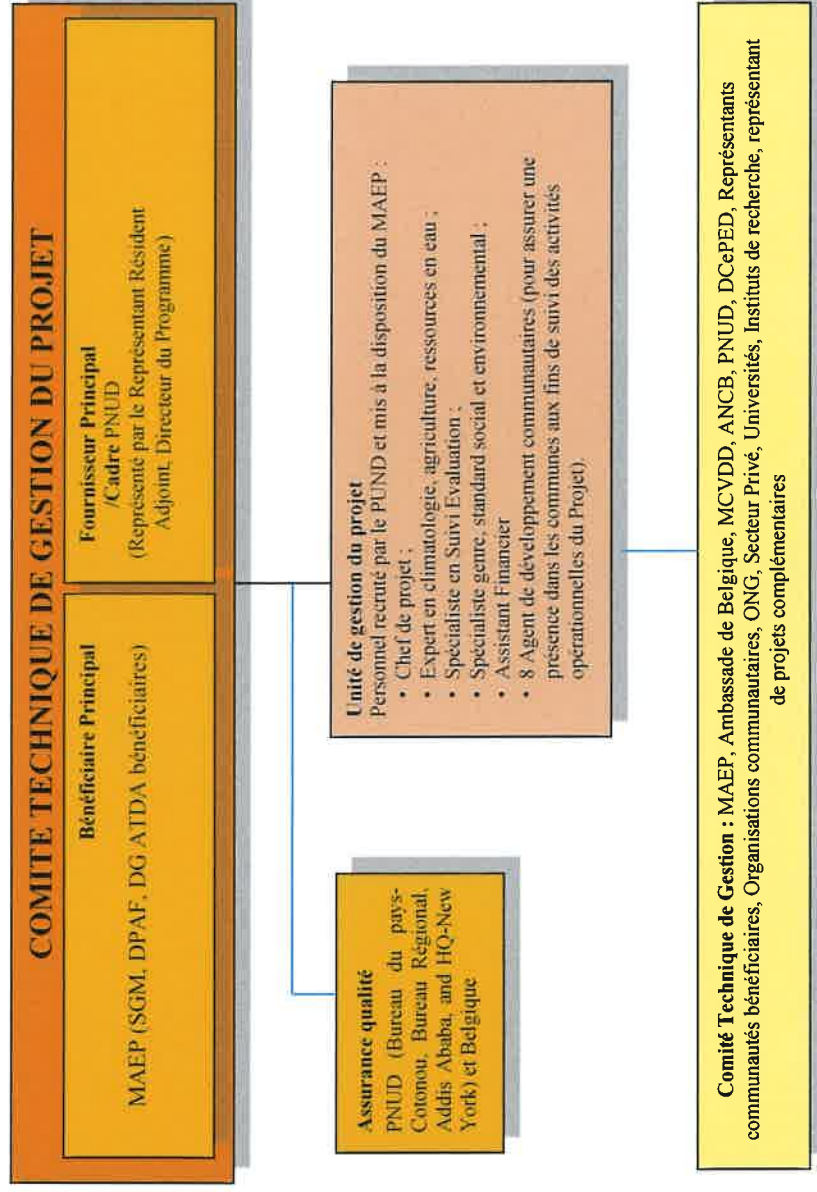 COMITE TECHNIQUE DE GESTION DU PROJET
Bénéficiaire Principal
MAEP (SGM, DPAF, DG ATDA bénéficiaires)
Fournisseur Principal
/Cadre PNUD
(Représenté par le Représentant Résident
Adjoint, Directeur du Programme)
Assurance qualité
PNUD (Bureau du pays-
Cotonou, Bureau Régional,
Addis Ababa, and HQ-New
York) et Belgique
Unité de gestion du projet
Personnel recruté par le PUND et mis à la disposition du MAEP :
• Chef de projet ;
• Expert en climatologie, agriculture, ressources en eau ;
• Spécialiste en Suivi Evaluation ;
• Spécialiste genre, standard social et environnemental ;
• Assistant Financier
• 8 Agent de développement communautaires (pour assurer une
présence dans les communes aux fins de suivi des activités
opérationnelles du Projet).
Comité Technique de Gestion : MAEP, Ambassade de Belgique, MCVDD, ANCB, PNUD, DCePED, Représentants
communautés bénéficiaires, Organisations communautaires, ONG, Secteur Privé, Universités, Instituts de recherche, représentant
de projets complémentaires